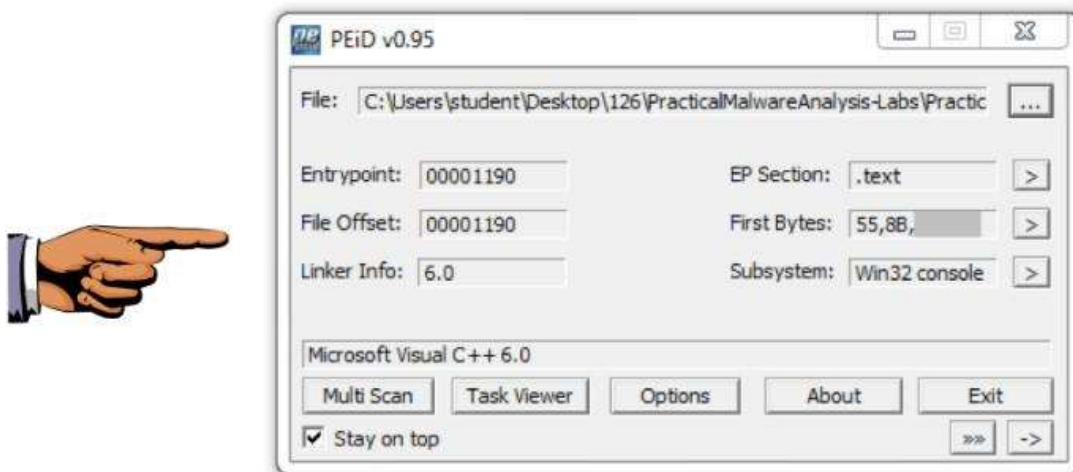 PEiD v0.95
File: C:\Users\student\Desktop\126\PracticalMalwareAnalysis-Labs\Practic ...
Entrypoint: 00001190 EP Section: .text >
File Offset: 00001190 First Bytes: 55,8B, >
Linker Info: 6.0 Subsystem: Win32 console >
Microsoft Visual C++ 6.0
Multi Scan Task Viewer Options About Exit
Stay on top »» ->